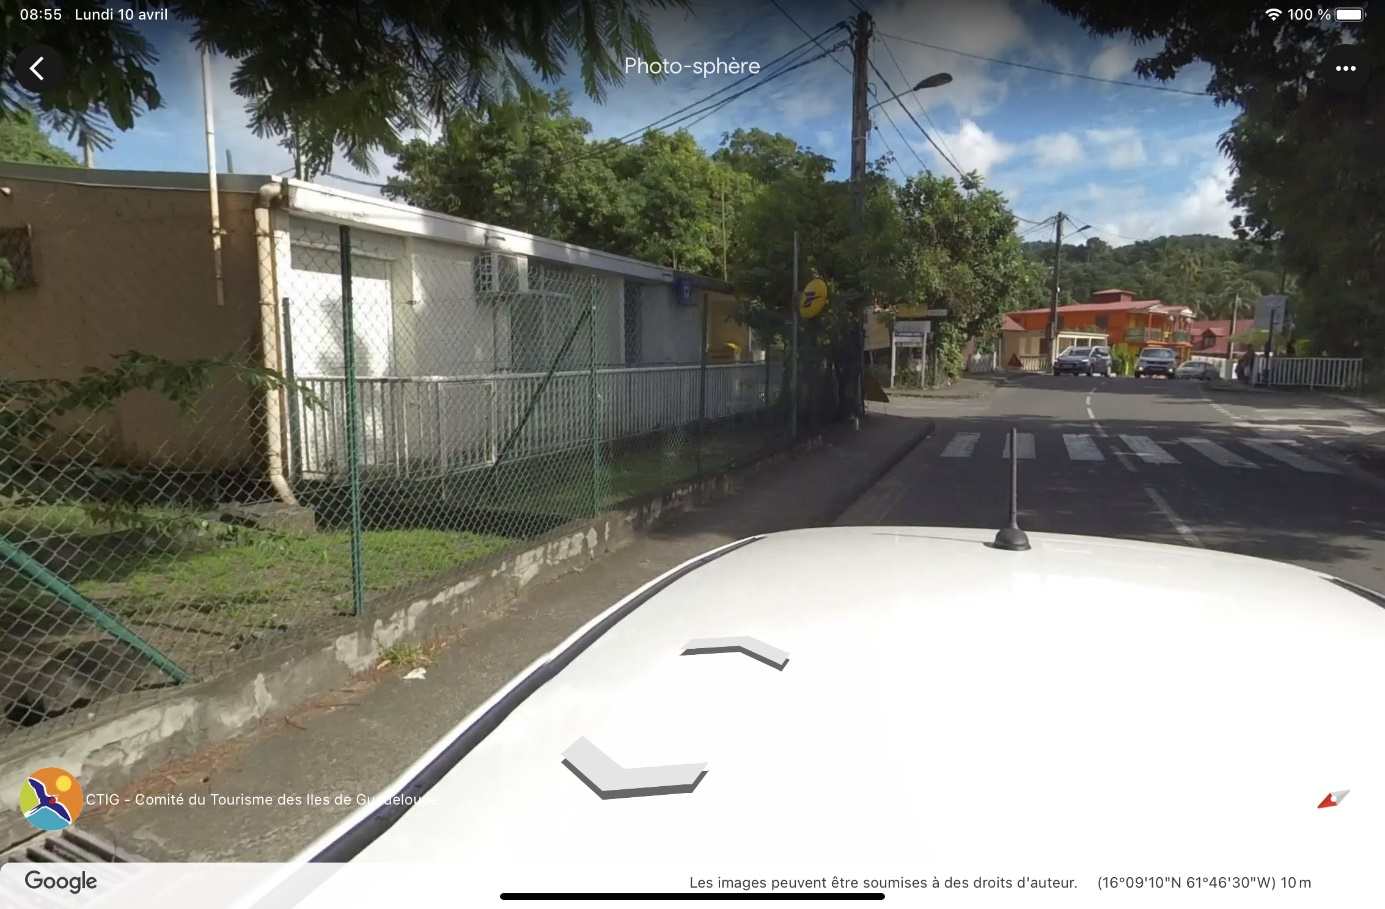 08:55 Lundi 10 avril
100 %
Photo-sphère
CTIG - Comité du Tourisme des Iles de Guadeloupe
Google
Les images peuvent être soumises à des droits d'auteur. (16°09'10"N 61°46'30"W) 10 m